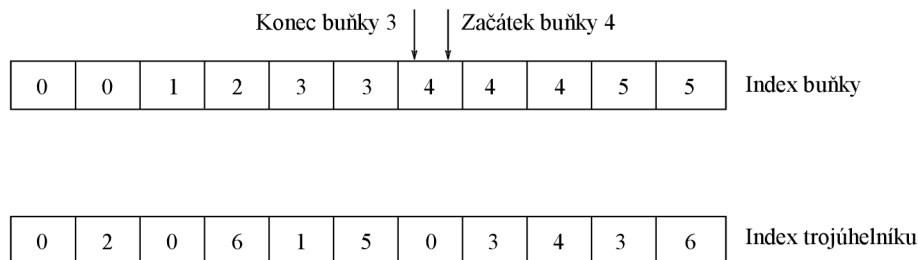 Konec buňky 3 Začátek buňky 4
0 0 1 2 3 3 4 4 4 5 5 Index buňky
0 2 0 6 1 5 0 3 4 3 6 Index trojúhelníku